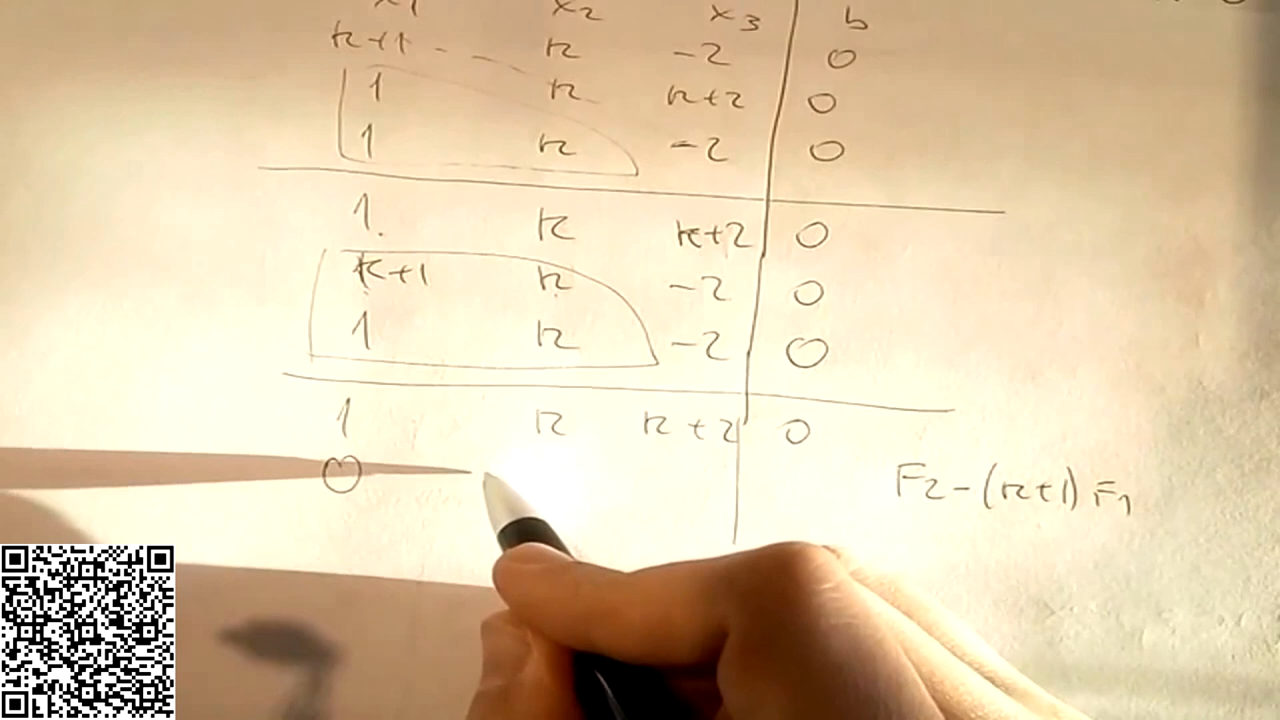 x1 x2 x3 b
k+1 k -2 0
1 k k+2 0
1 k -2 0
1 k k+2 0
k+1 k -2 0
1 k -2 0
1 k k+2 0
0 F2-(k+1)F1